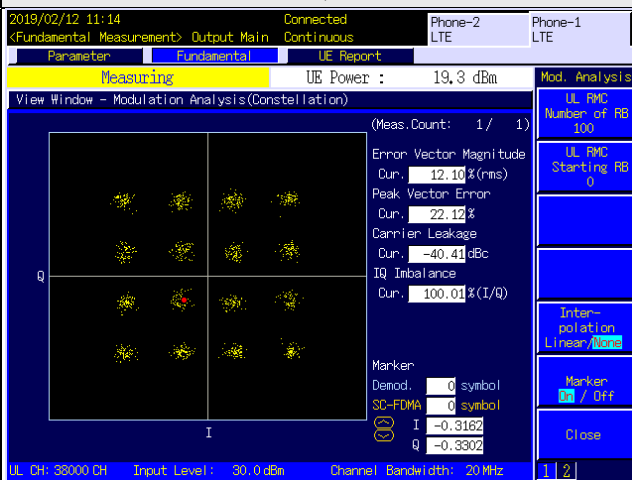 2019/02/12 11:14 Connected Phone-2 Phone-1
<Fundamental Measurement> Output Main Continuous LTE LTE
Parameter Fundamental UE Report
Measuring UE Power : 19.3 dBm Mod. Analysis
View Window - Modulation Analysis(Constellation)
UL RMC
Number of RB
100
(Meas.Count: 1/ 1)
Error Vector Magnitude
Cur. 12.10 %(rms)
Peak Vector Error
Cur. 22.12 %
Carrier Leakage
Cur. -40.41 dBc
IQ Imbalance
Cur. 100.01 %(I/Q)
UL RMC
Starting RB
0
Q
I
Inter-
polation
Linear/None
Marker
Demod. 0 symbol
SC-FDMA 0 symbol
I -0.3162
Q -0.3302
Marker
On / Off
Close
UL CH: 38000 CH Input Level: 30.0 dBm Channel Bandwidth: 20 MHz 1 2